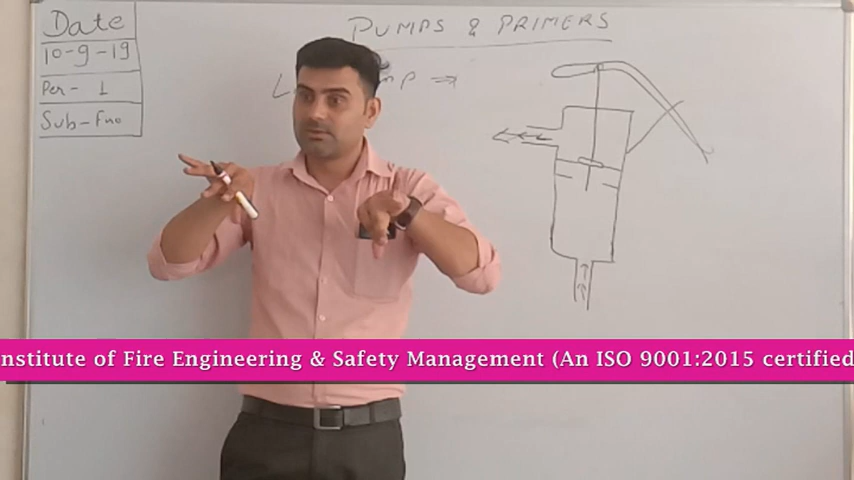 Date
10-9-19
Per- 1
Sub-Fno
PUMPS & PRIMERS
nstitute of Fire Engineering & Safety Management (An ISO 9001:2015 certified